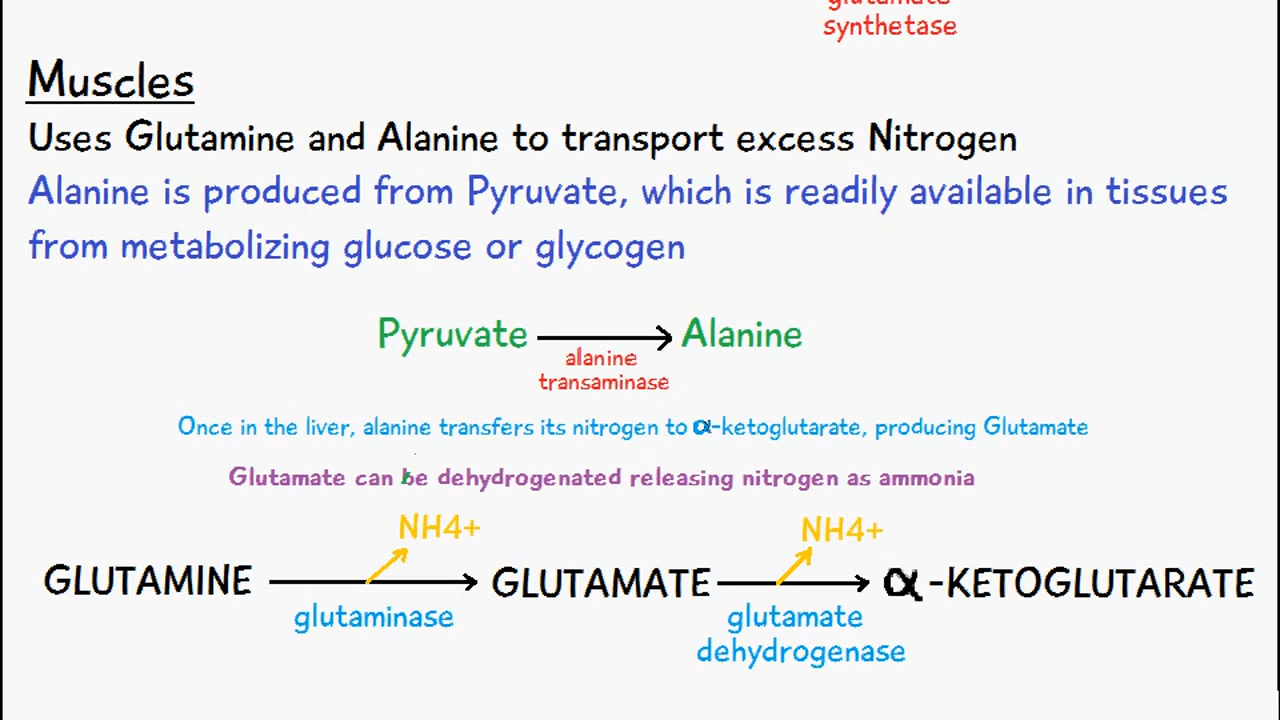 glutamate
synthetase
Muscles
Uses Glutamine and Alanine to transport excess Nitrogen
Alanine is produced from Pyruvate, which is readily available in tissues
from metabolizing glucose or glycogen
Pyruvate Alanine
alanine
transaminase
Once in the liver, alanine transfers its nitrogen to α-ketoglutarate, producing Glutamate
Glutamate can be dehydrogenated releasing nitrogen as ammonia
NH4+ NH4+
GLUTAMINE GLUTAMATE α-KETOGLUTARATE
glutaminase glutamate
dehydrogenase